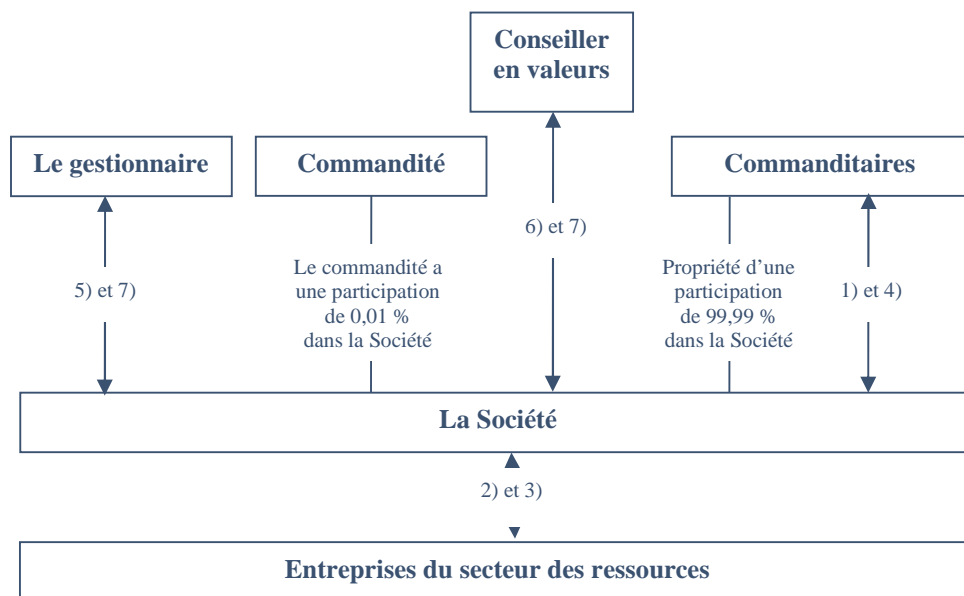 Conseiller
en valeurs
Le gestionnaire
Commandité
Commanditaires
6) et 7)
5) et 7)
Le commandité a
une participation
de 0,01 %
dans la Société
Propriété d’une
participation
de 99,99 %
dans la Société
1) et 4)
La Société
2) et 3)
Entreprises du secteur des ressources